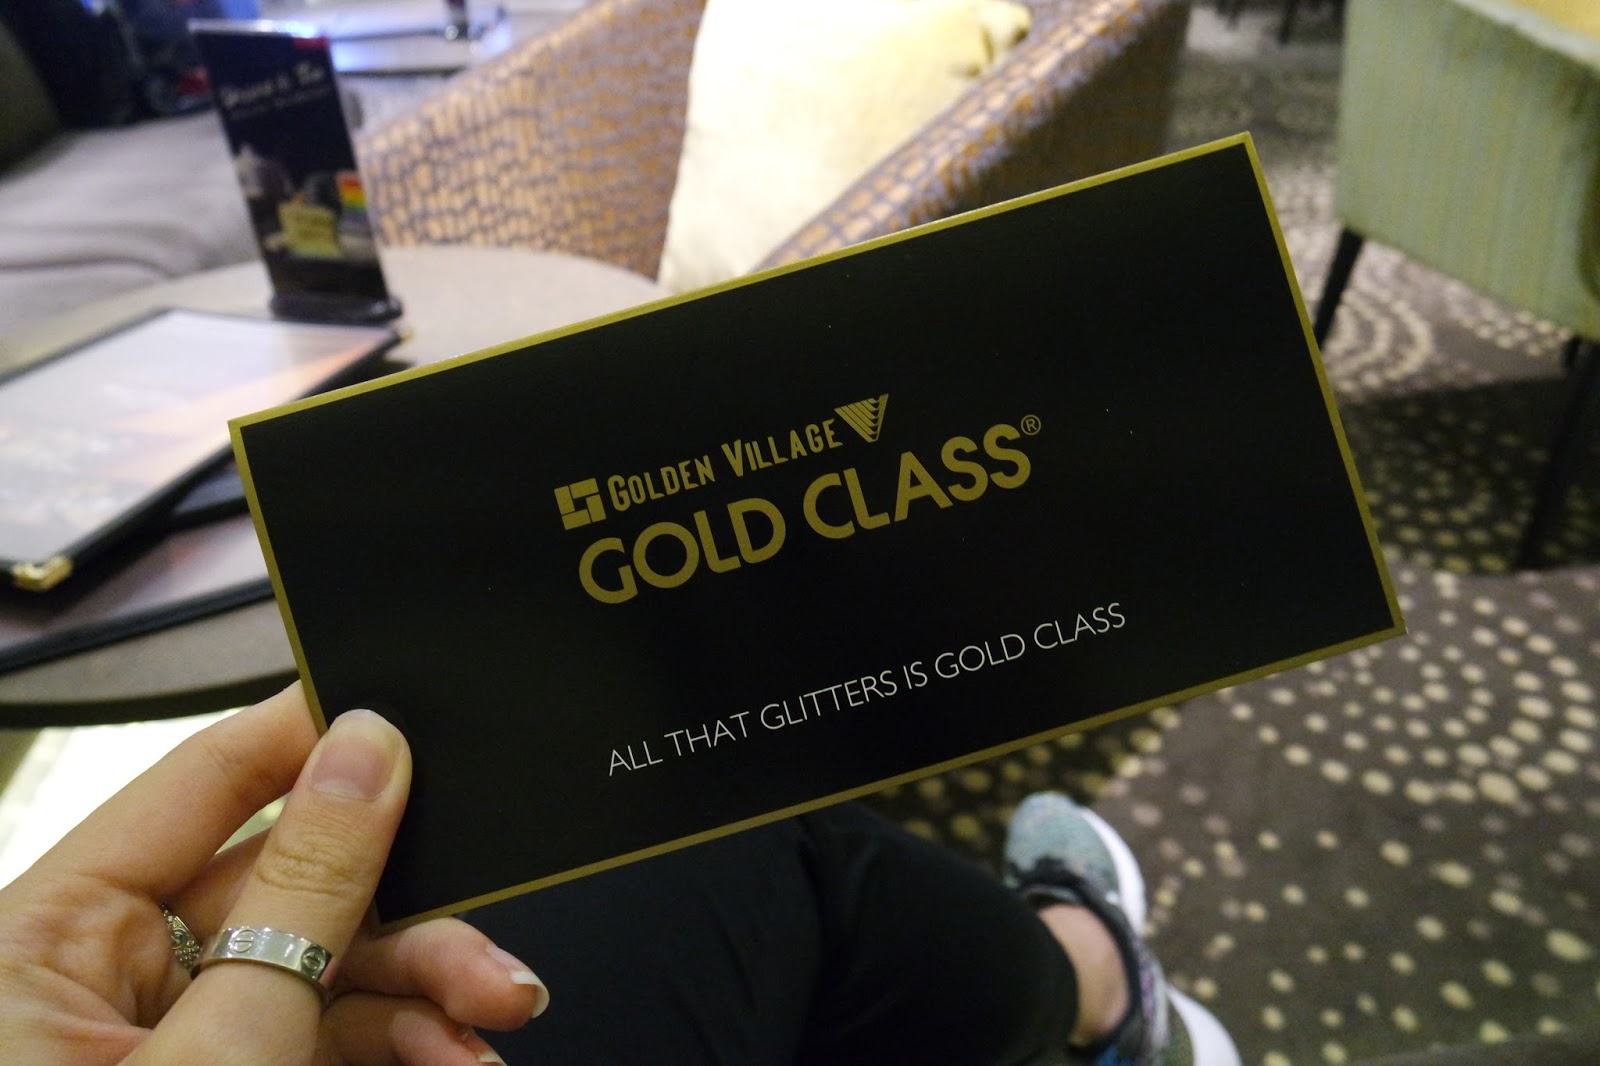 GOLDEN VILLAGE
GOLD CLASS®
ALL THAT GLITTERS IS GOLD CLASS